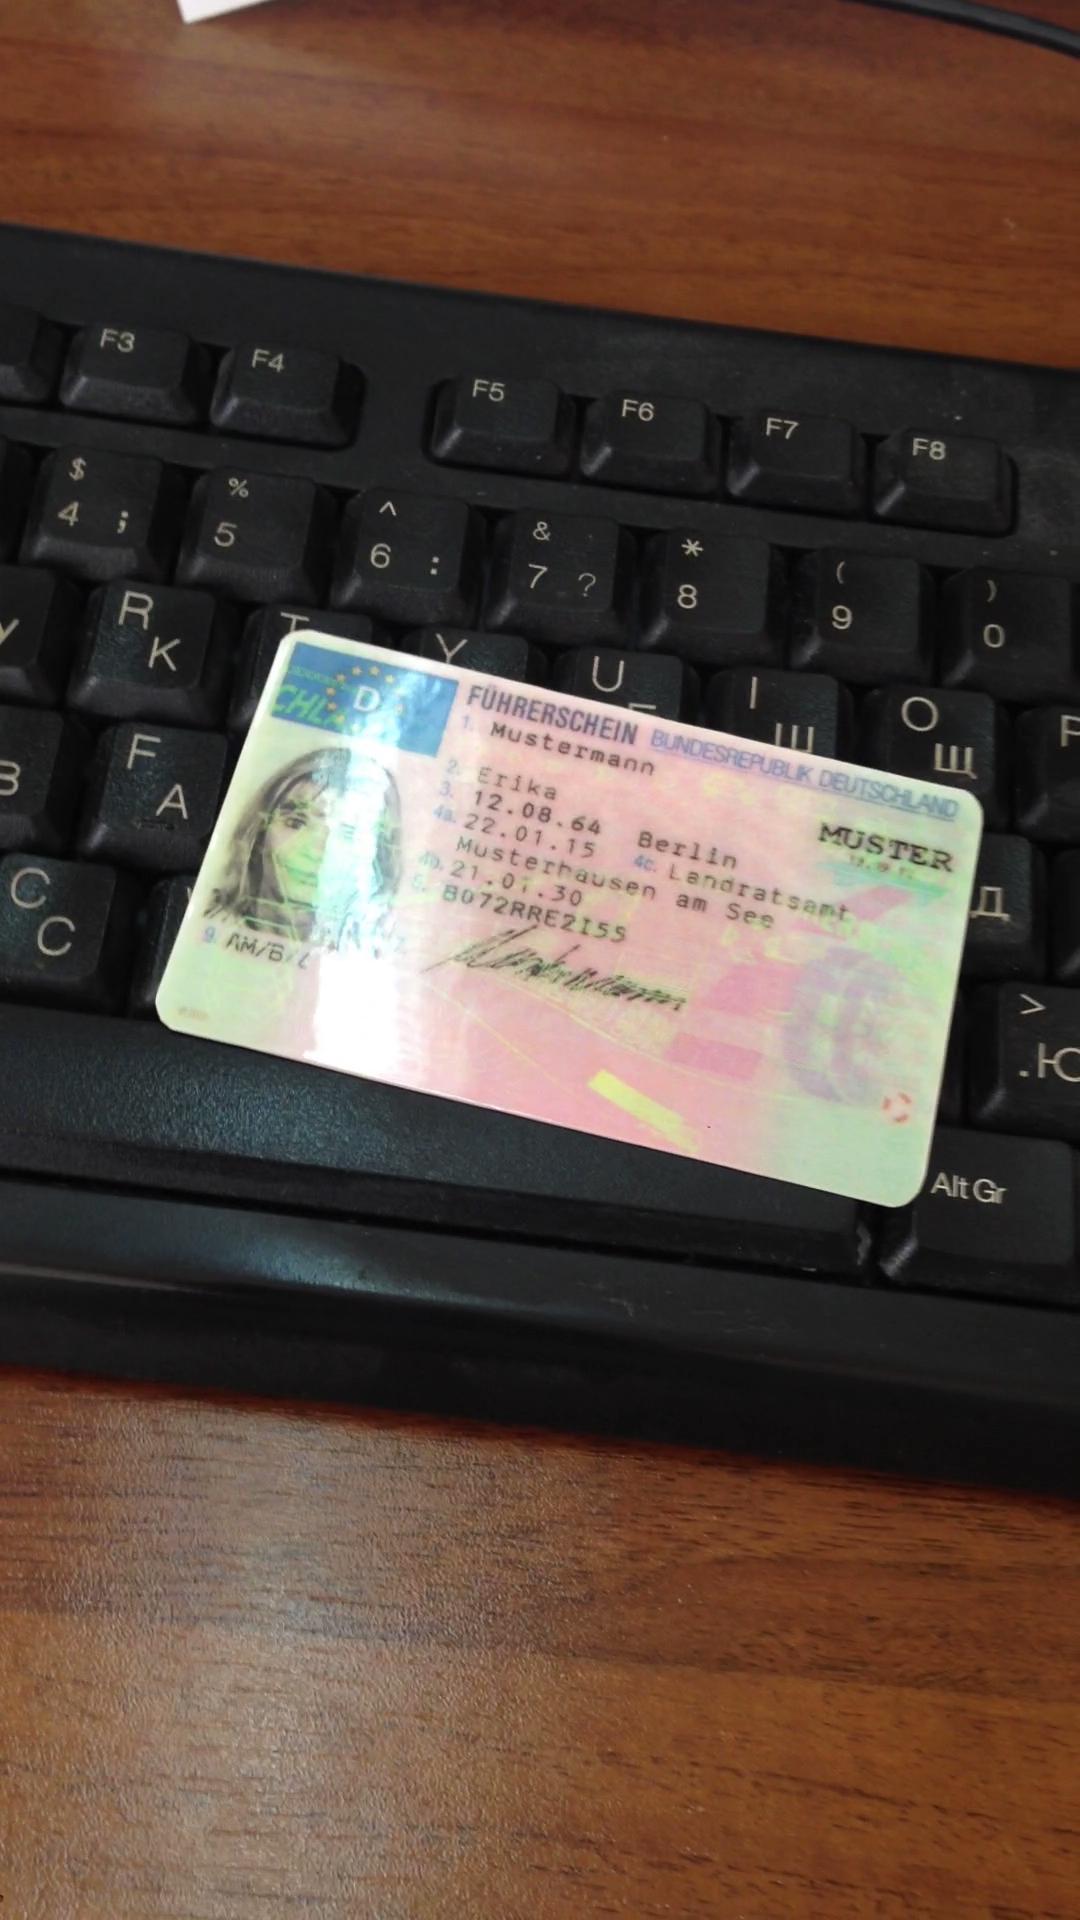 F3 F4 F5 F6 F7 F8
$ % ^ & * ( )
4 ; 5 6 : 7 ? 8 9 0
R T Y U I O P
К Ш Щ
F
А
D
FÜHRERSCHEIN BUNDESREPUBLIK DEUTSCHLAND
1. Mustermann
2. Erika
3. 12.08.64 Berlin
4a. 22.01.15 4c. Landratsamt
Musterhausen am See
4b. 21.01.30
5. B072RRE2I55
MUSTER
9. AM/B/L
Д
C
С
>
. Ю
Alt Gr